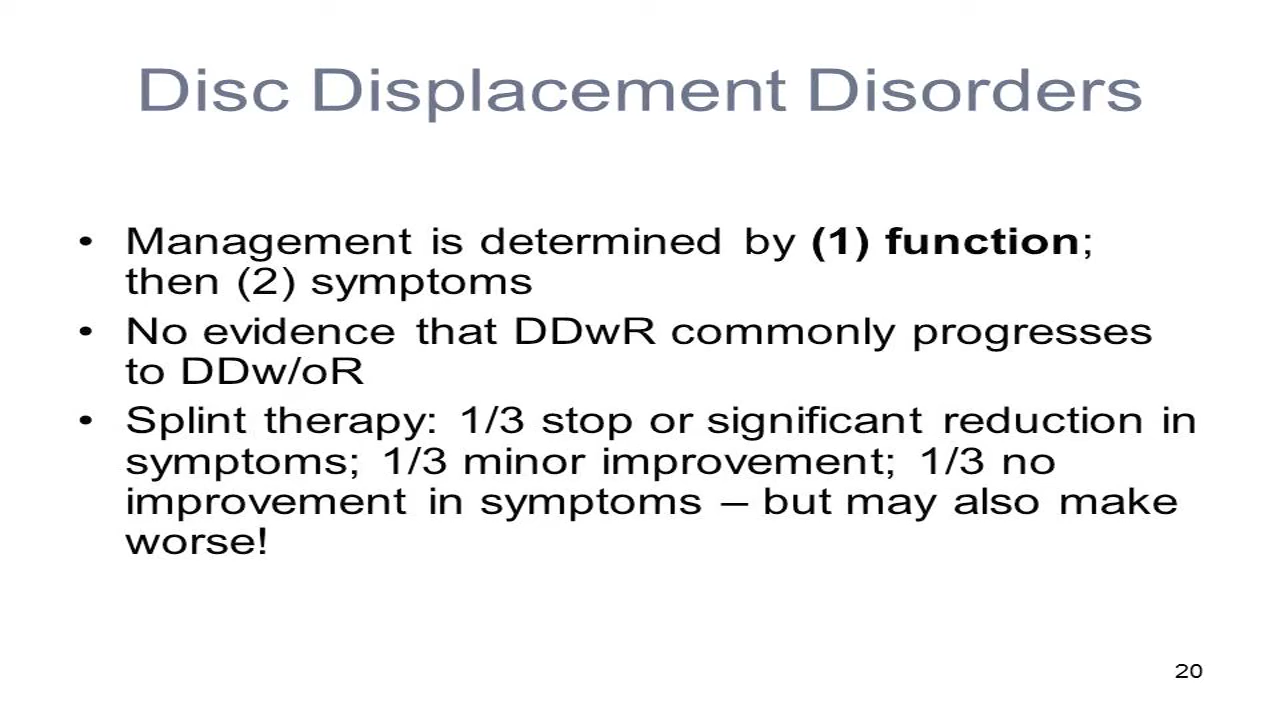 Disc Displacement Disorders
• Management is determined by (1) function;
then (2) symptoms
• No evidence that DDwR commonly progresses
to DDw/oR
• Splint therapy: 1/3 stop or significant reduction in
symptoms; 1/3 minor improvement; 1/3 no
improvement in symptoms – but may also make
worse!
20